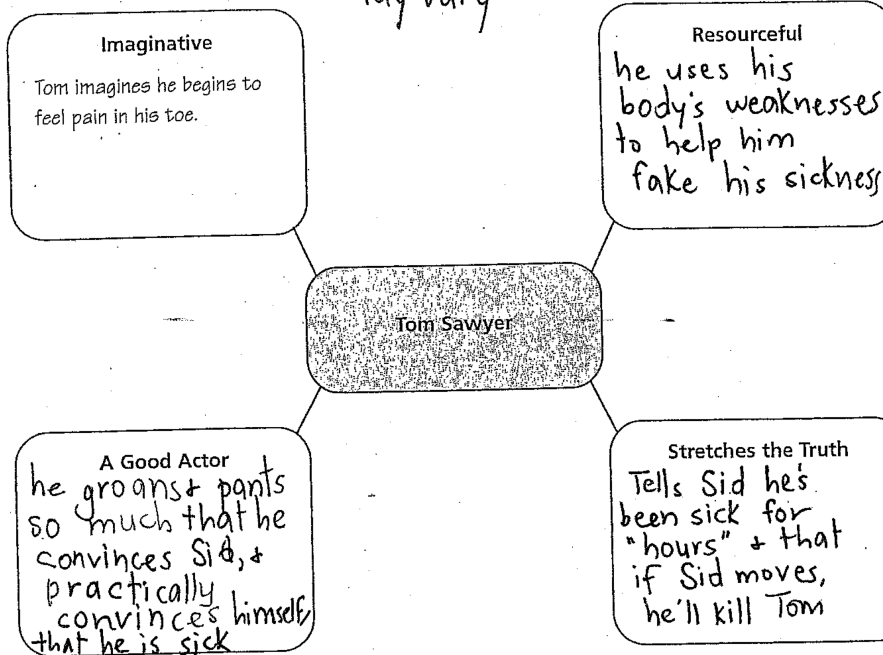 may vary
Imaginative
Tom imagines he begins to
feel pain in his toe.
Resourceful
he uses his
body's weaknesses
to help him
fake his sickness
Tom Sawyer
A Good Actor
he groans & pants
so much that he
convinces Sid, &
practically
convinces himself,
that he is sick
Stretches the Truth
Tells Sid he's
been sick for
"hours" & that
if Sid moves,
he'll kill Tom